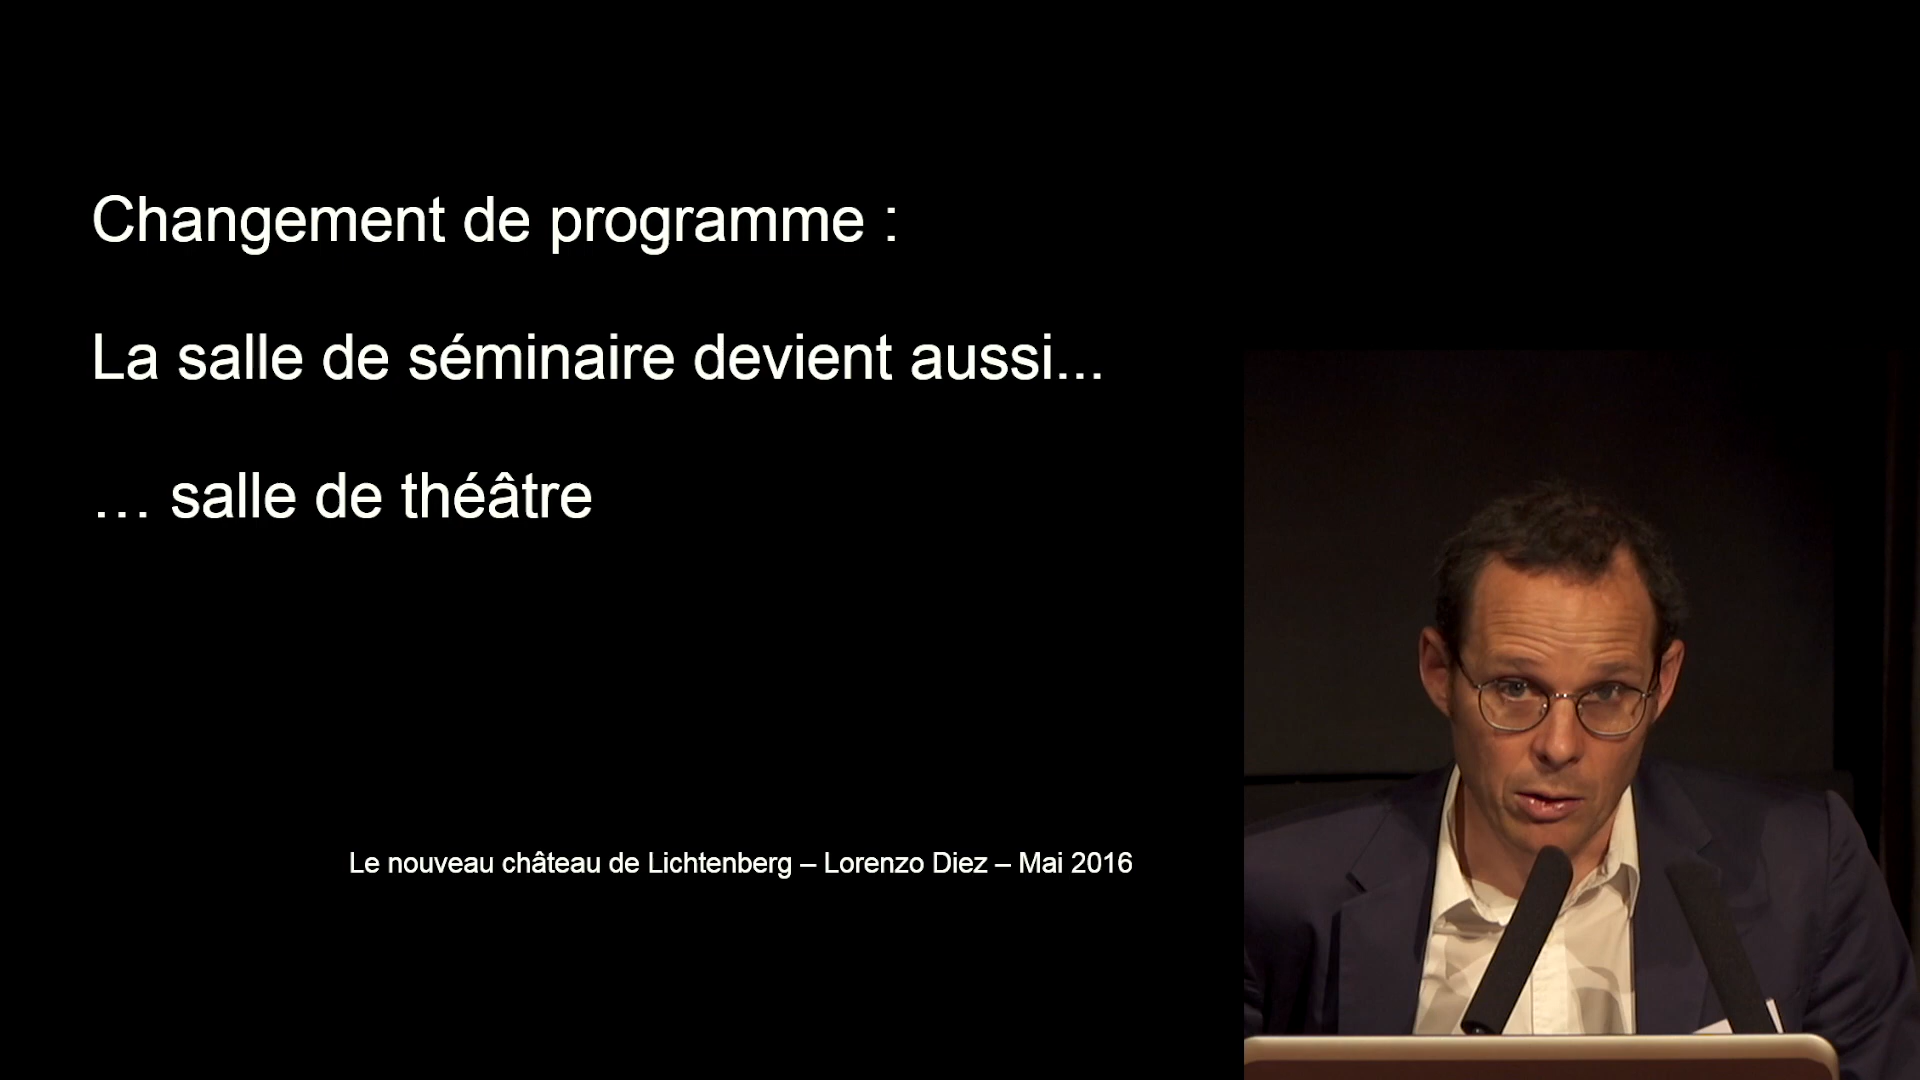 Changement de programme :
La salle de séminaire devient aussi...
… salle de théâtre
Le nouveau château de Lichtenberg – Lorenzo Diez – Mai 2016